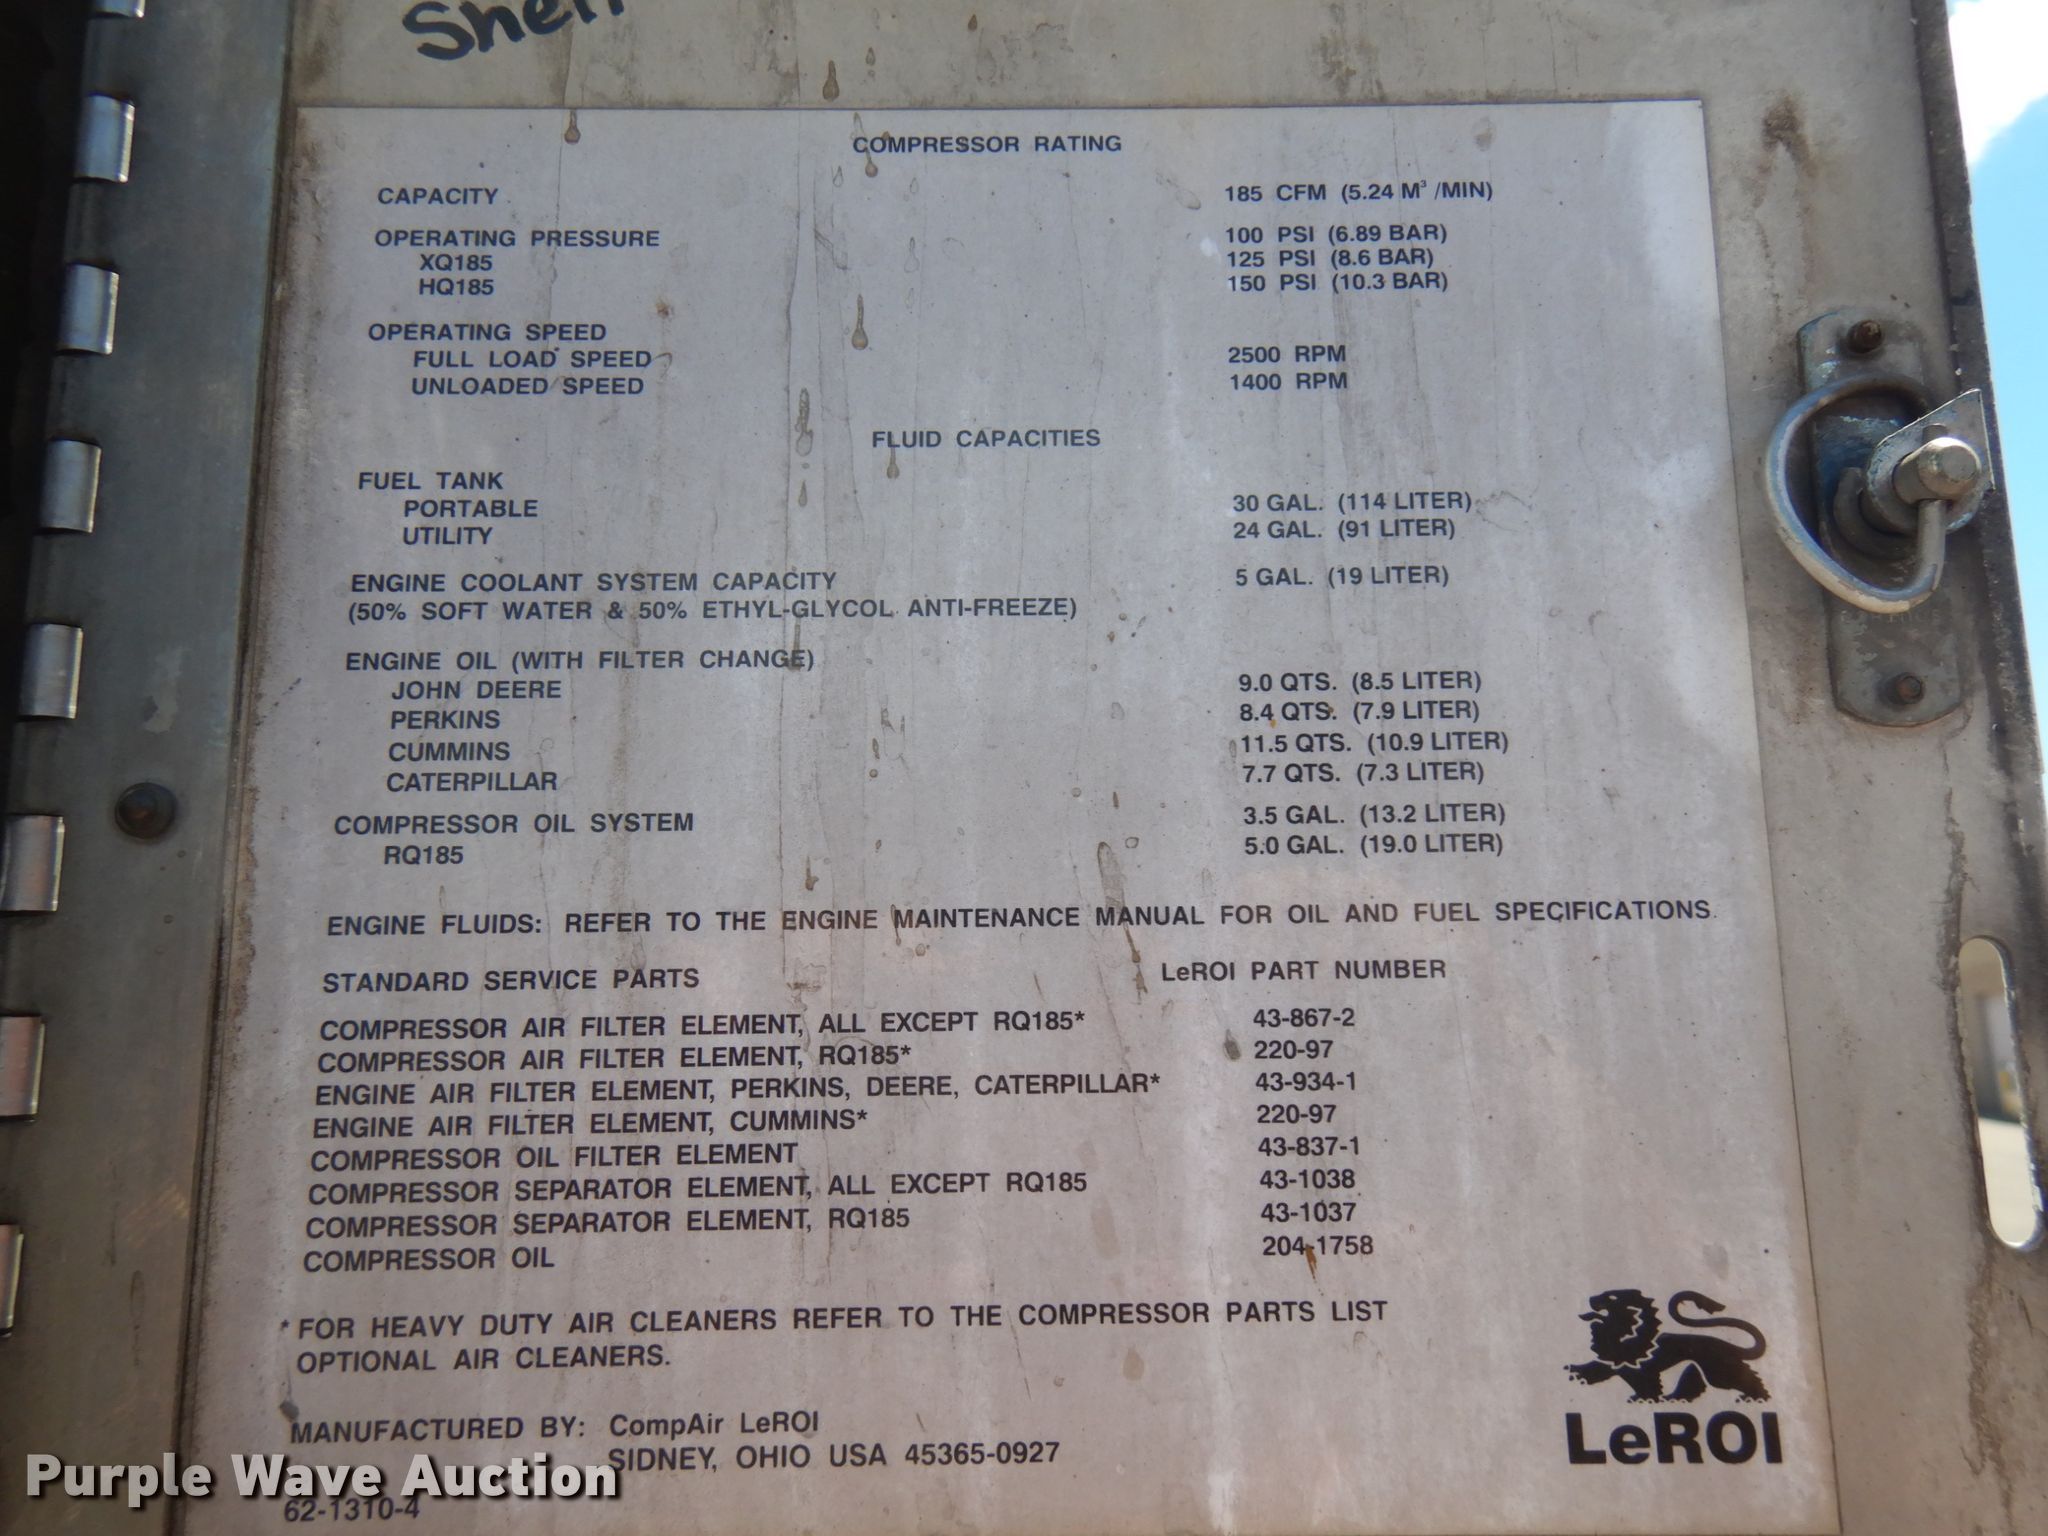 COMPRESSOR RATING
CAPACITY 185 CFM (5.24 M³ /MIN)
OPERATING PRESSURE 100 PSI (6.89 BAR)
XQ185 125 PSI (8.6 BAR)
HQ185 150 PSI (10.3 BAR)
OPERATING SPEED
FULL LOAD SPEED 2500 RPM
UNLOADED SPEED 1400 RPM
FLUID CAPACITIES
FUEL TANK
PORTABLE 30 GAL. (114 LITER)
UTILITY 24 GAL. (91 LITER)
ENGINE COOLANT SYSTEM CAPACITY 5 GAL. (19 LITER)
(50% SOFT WATER & 50% ETHYL-GLYCOL ANTI-FREEZE)
ENGINE OIL (WITH FILTER CHANGE)
JOHN DEERE 9.0 QTS. (8.5 LITER)
PERKINS 8.4 QTS. (7.9 LITER)
CUMMINS 11.5 QTS. (10.9 LITER)
CATERPILLAR 7.7 QTS. (7.3 LITER)
COMPRESSOR OIL SYSTEM 3.5 GAL. (13.2 LITER)
RQ185 5.0 GAL. (19.0 LITER)
ENGINE FLUIDS: REFER TO THE ENGINE MAINTENANCE MANUAL FOR OIL AND FUEL SPECIFICATIONS.
STANDARD SERVICE PARTS LeROI PART NUMBER
COMPRESSOR AIR FILTER ELEMENT, ALL EXCEPT RQ185* 43-867-2
COMPRESSOR AIR FILTER ELEMENT, RQ185* 220-97
ENGINE AIR FILTER ELEMENT, PERKINS, DEERE, CATERPILLAR* 43-934-1
ENGINE AIR FILTER ELEMENT, CUMMINS* 220-97
COMPRESSOR OIL FILTER ELEMENT 43-837-1
COMPRESSOR SEPARATOR ELEMENT, ALL EXCEPT RQ185 43-1038
COMPRESSOR SEPARATOR ELEMENT, RQ185 43-1037
COMPRESSOR OIL 204-1758
* FOR HEAVY DUTY AIR CLEANERS REFER TO THE COMPRESSOR PARTS LIST
OPTIONAL AIR CLEANERS.
MANUFACTURED BY: CompAir LeROI
SIDNEY, OHIO USA 45365-0927
LeROI
Purple Wave Auction
62-1310-4